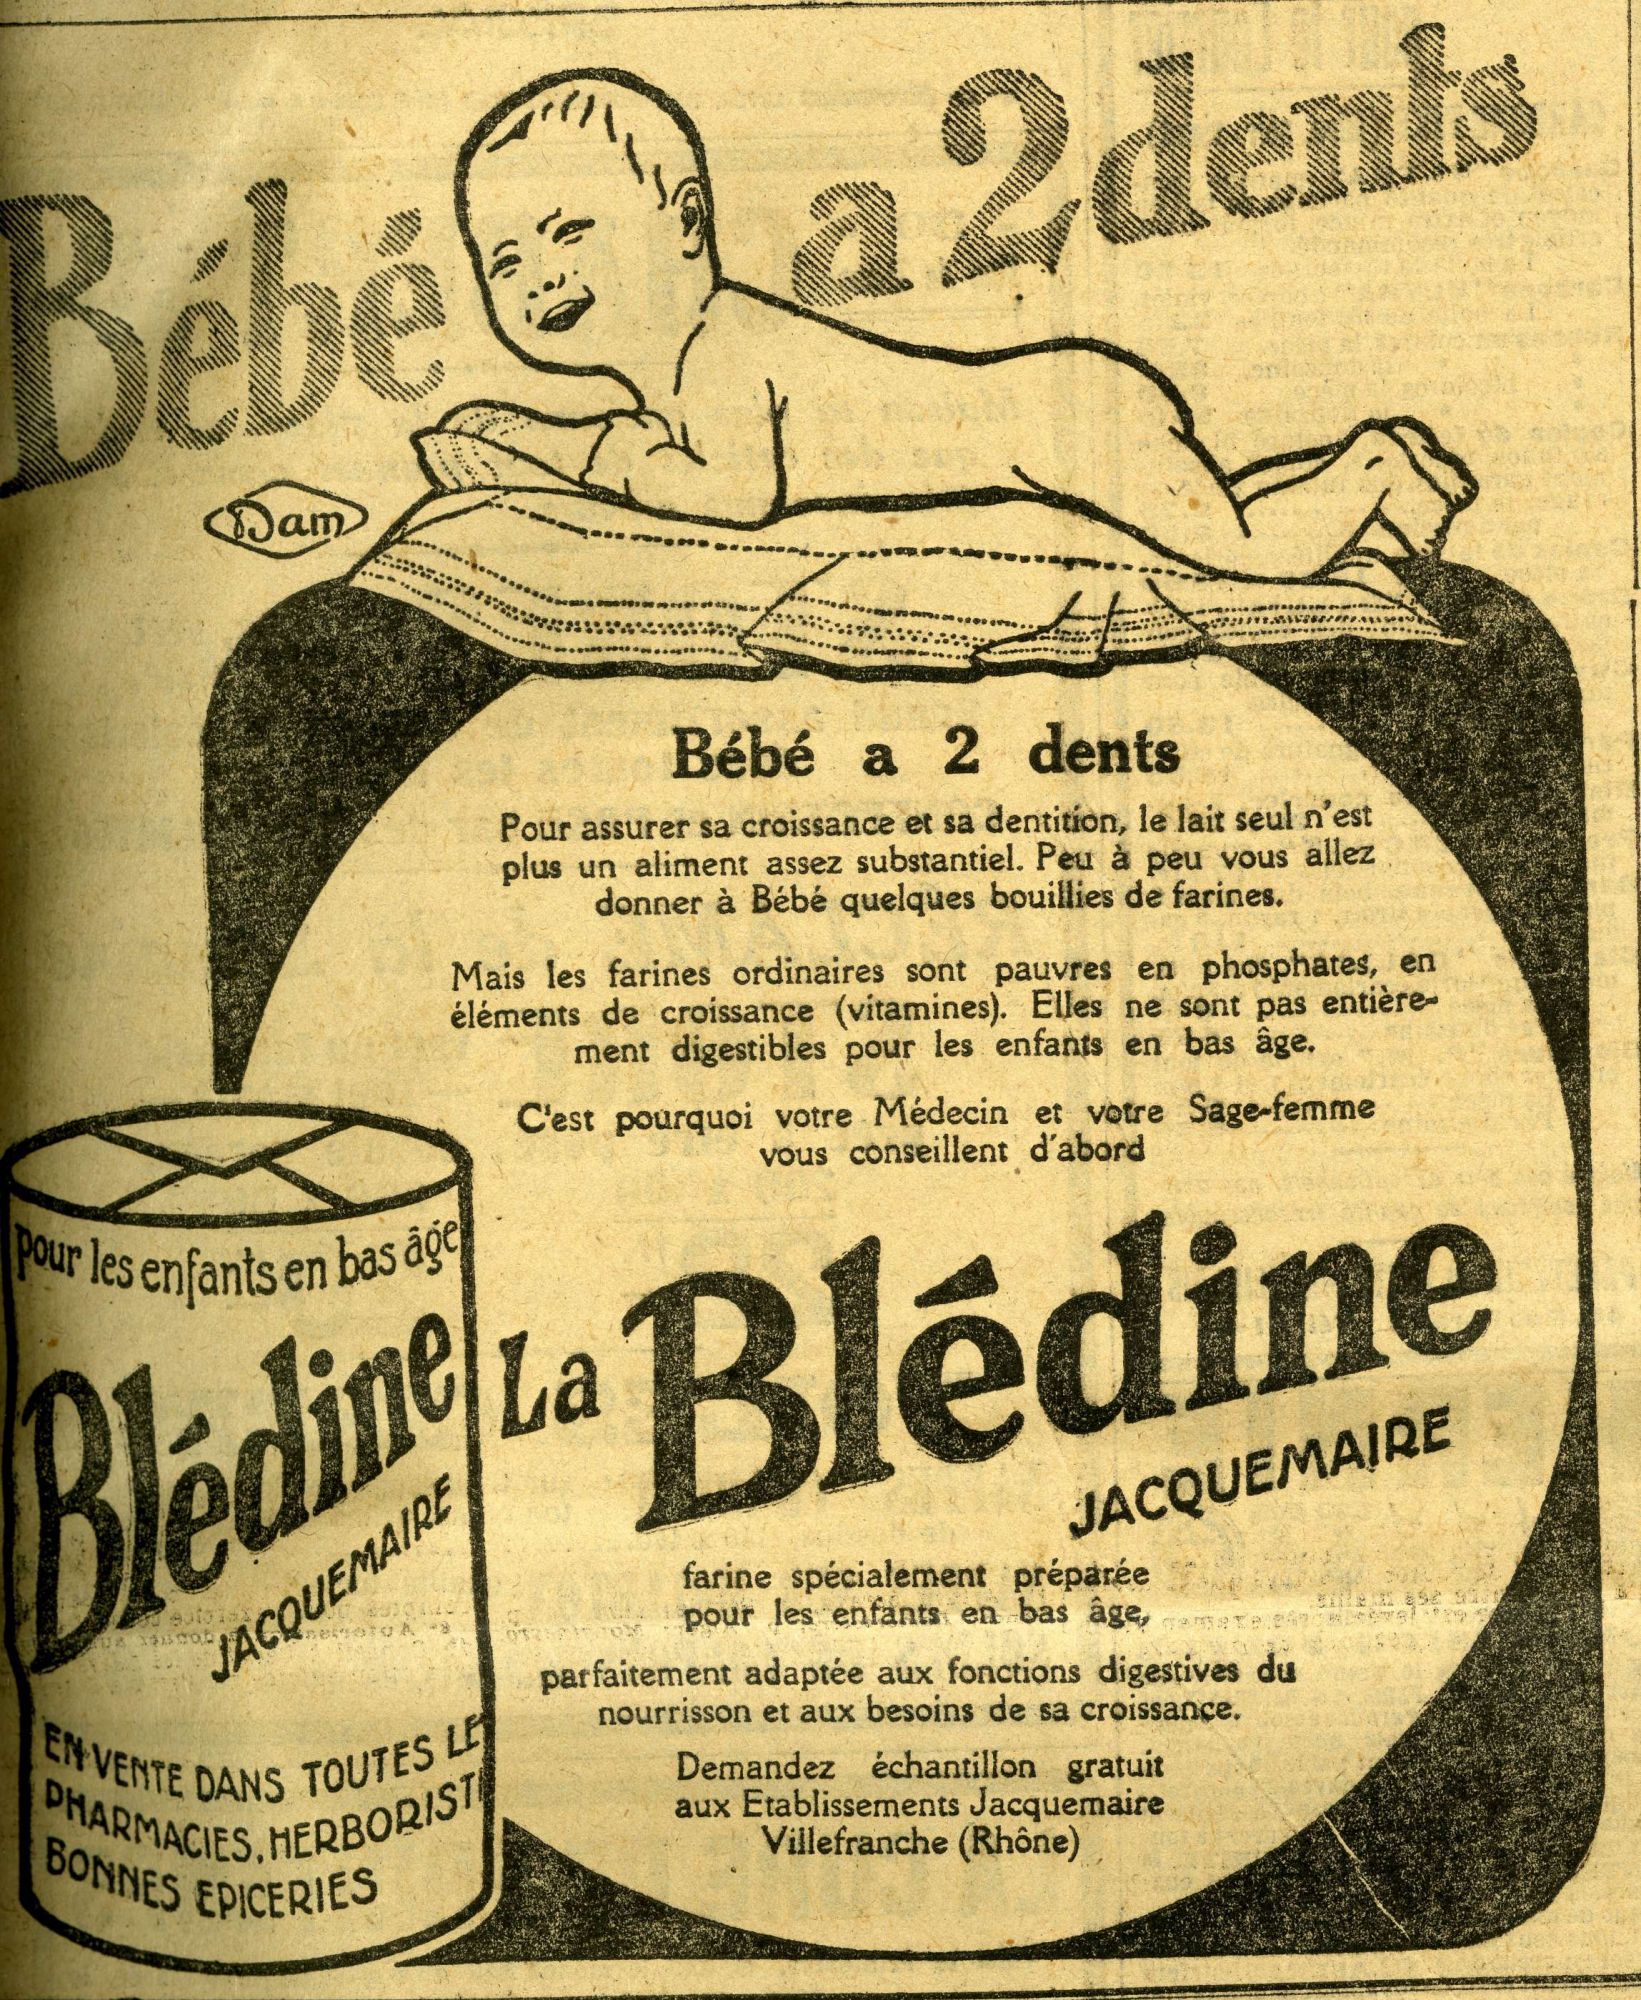 Bébé a 2 dents
Dam
Bébé a 2 dents
Pour assurer sa croissance et sa dentition, le lait seul n'est
plus un aliment assez substantiel. Peu à peu vous allez
donner à Bébé quelques bouillies de farines.
Mais les farines ordinaires sont pauvres en phosphates, en
éléments de croissance (vitamines). Elles ne sont pas entière-
ment digestibles pour les enfants en bas âge.
C'est pourquoi votre Médecin et votre Sage-femme
vous conseillent d'abord
La Blédine
JACQUEMAIRE
farine spécialement préparée
pour les enfants en bas âge,
parfaitement adaptée aux fonctions digestives du
nourrisson et aux besoins de sa croissance.
Demandez échantillon gratuit
aux Etablissements Jacquemaire
Villefranche (Rhône)
pour les enfants en bas âge
Blédine
JACQUEMAIRE
EN VENTE DANS TOUTES LES
PHARMACIES, HERBORISTI
BONNES EPICERIES